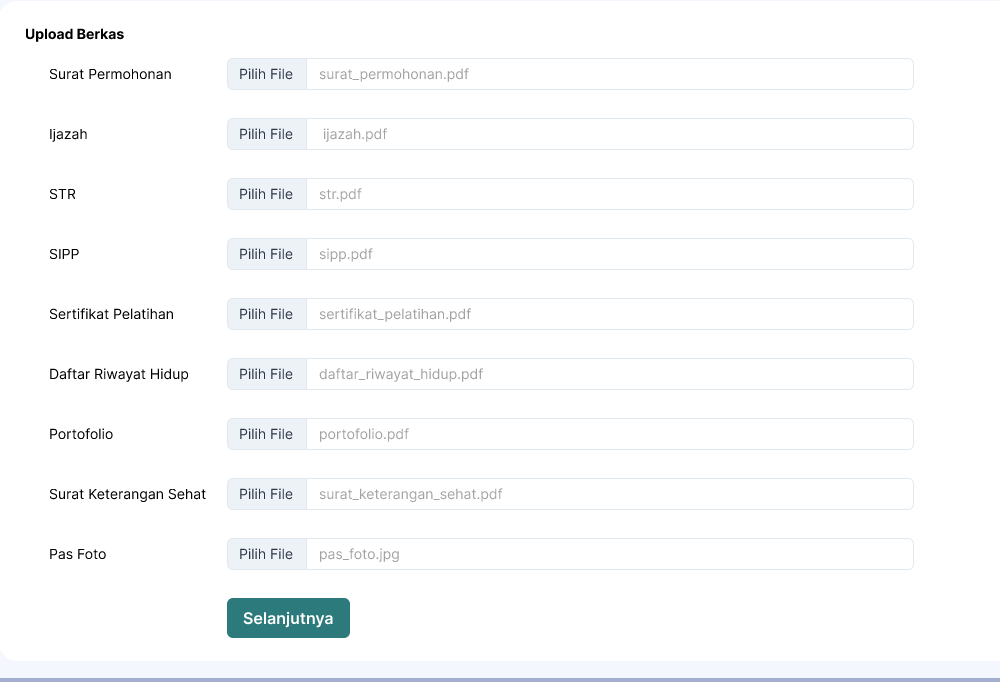 Upload Berkas
Surat Permohonan Pilih File surat_permohonan.pdf
Ijazah Pilih File ijazah.pdf
STR Pilih File str.pdf
SIPP Pilih File sipp.pdf
Sertifikat Pelatihan Pilih File sertifikat_pelatihan.pdf
Daftar Riwayat Hidup Pilih File daftar_riwayat_hidup.pdf
Portofolio Pilih File portofolio.pdf
Surat Keterangan Sehat Pilih File surat_keterangan_sehat.pdf
Pas Foto Pilih File pas_foto.jpg
Selanjutnya